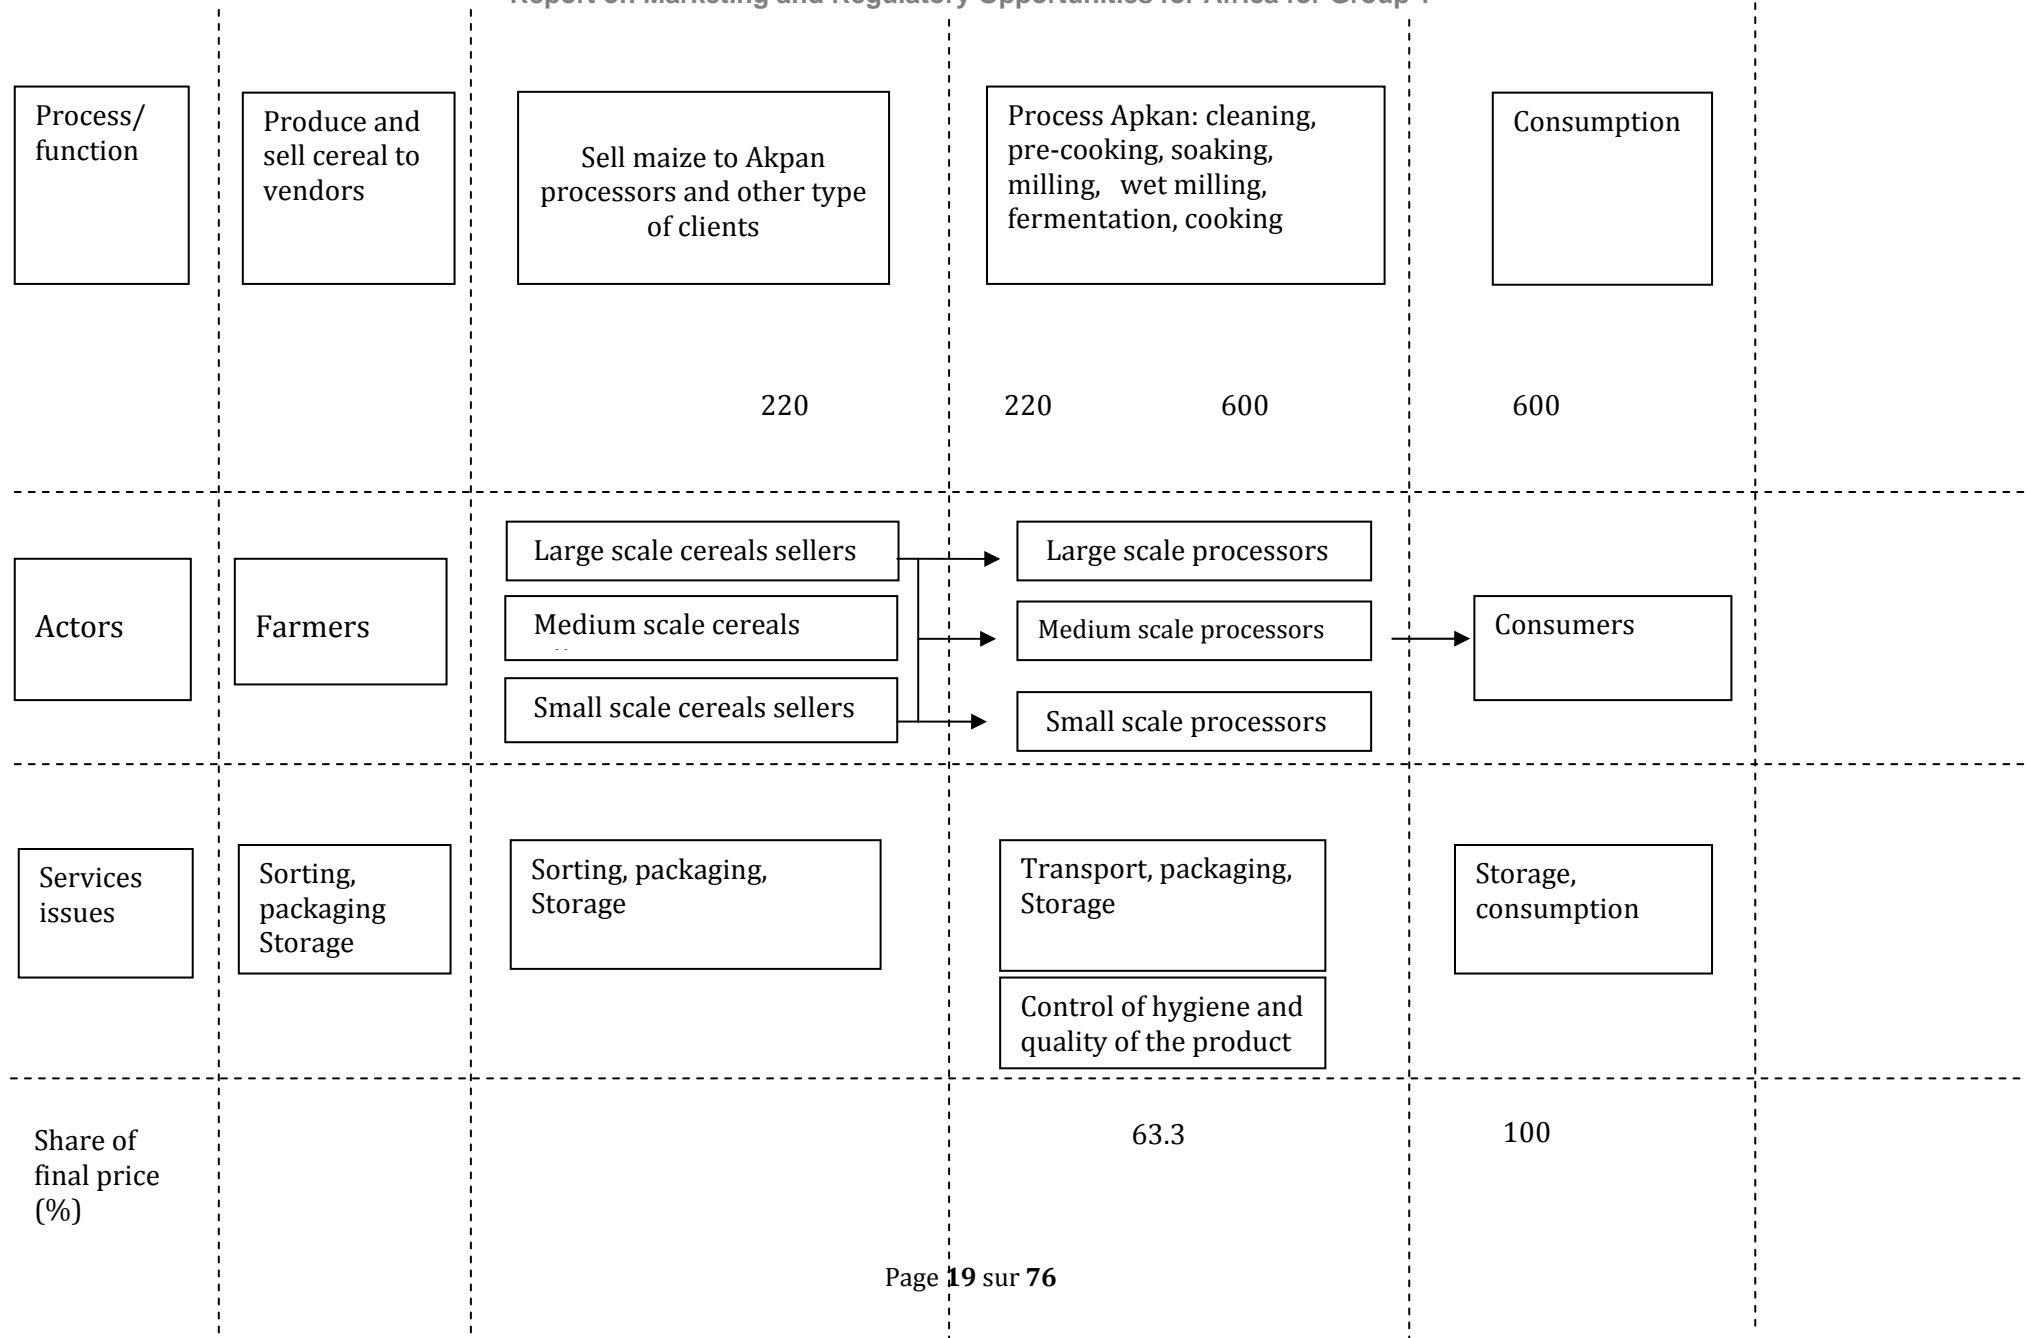 Report on Marketing and Regulatory Opportunities for Africa for Group
Process/
function
Produce and
sell cereal to
vendors
Sell maize to Akpan
processors and other type
of clients
Process Apkan: cleaning,
pre-cooking, soaking,
milling, wet milling,
fermentation, cooking
Consumption
220
220
600
600
Actors
Farmers
Large scale cereals sellers
Medium scale cereals
Small scale cereals sellers
Large scale processors
Medium scale processors
Small scale processors
Consumers
Services
issues
Sorting,
packaging
Storage
Sorting, packaging,
Storage
Transport, packaging,
Storage
Control of hygiene and
quality of the product
Storage,
consumption
Share of
final price
(%)
63.3
100
Page 19 sur 76